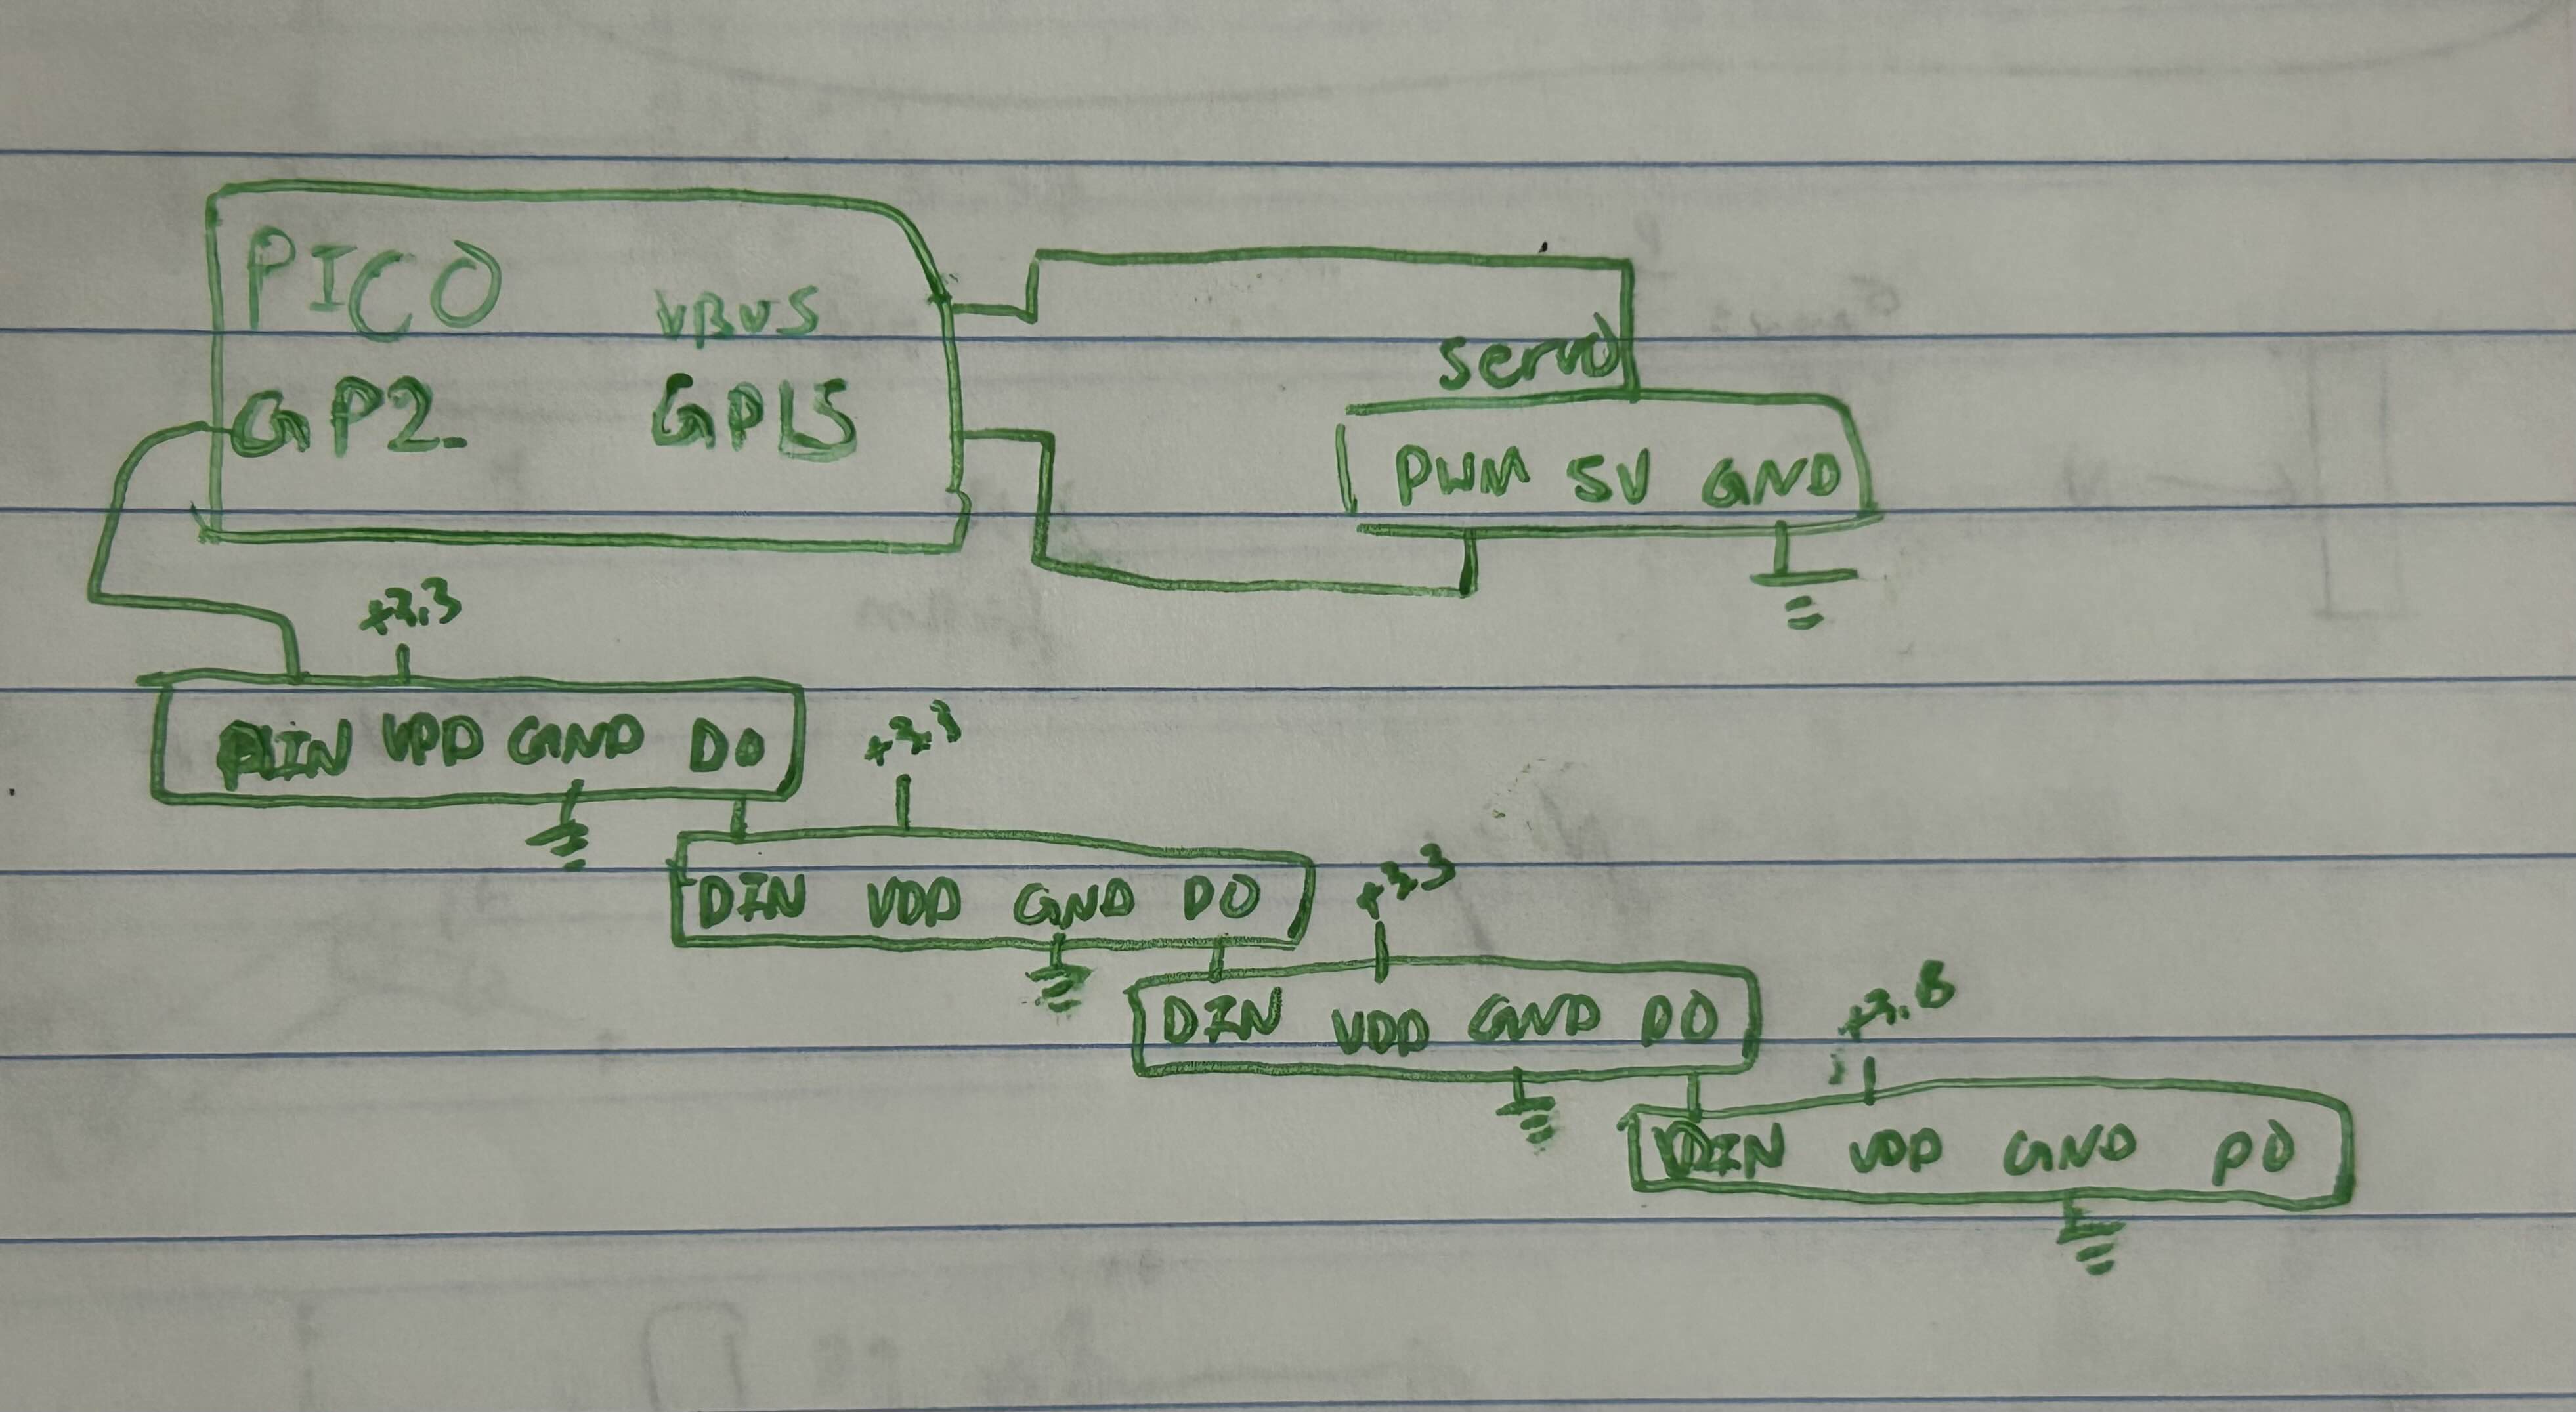 PICO VBUS
GP2. GP15
servo
PWM 5V GND
+3.3
DIN VDD GND DO
+3.3
DIN VDD GND DO
+3.3
DIN VDD GND DO
+3.3
DIN VDD GND DO